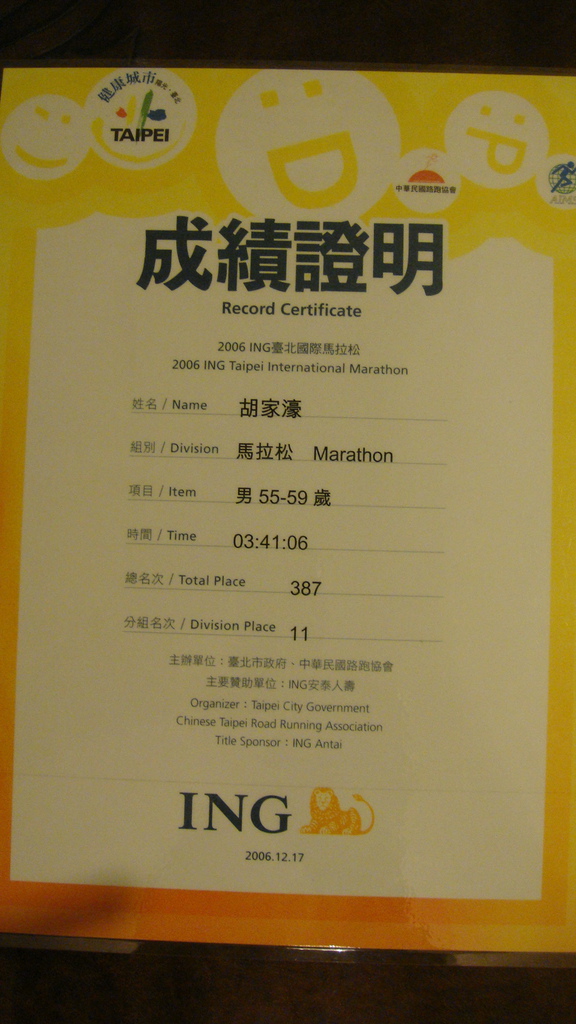 健康城市
陽光·臺北
TAIPEI
中華民國路跑協會
AIMS
成績證明
Record Certificate
2006 ING臺北國際馬拉松
2006 ING Taipei International Marathon
姓名 / Name 胡家濠
組別 / Division 馬拉松 Marathon
項目 / Item 男 55-59 歲
時間 / Time 03:41:06
總名次 / Total Place 387
分組名次 / Division Place 11
主辦單位：臺北市政府、中華民國路跑協會
主要贊助單位：ING安泰人壽
Organizer：Taipei City Government
Chinese Taipei Road Running Association
Title Sponsor：ING Antai
ING
2006.12.17